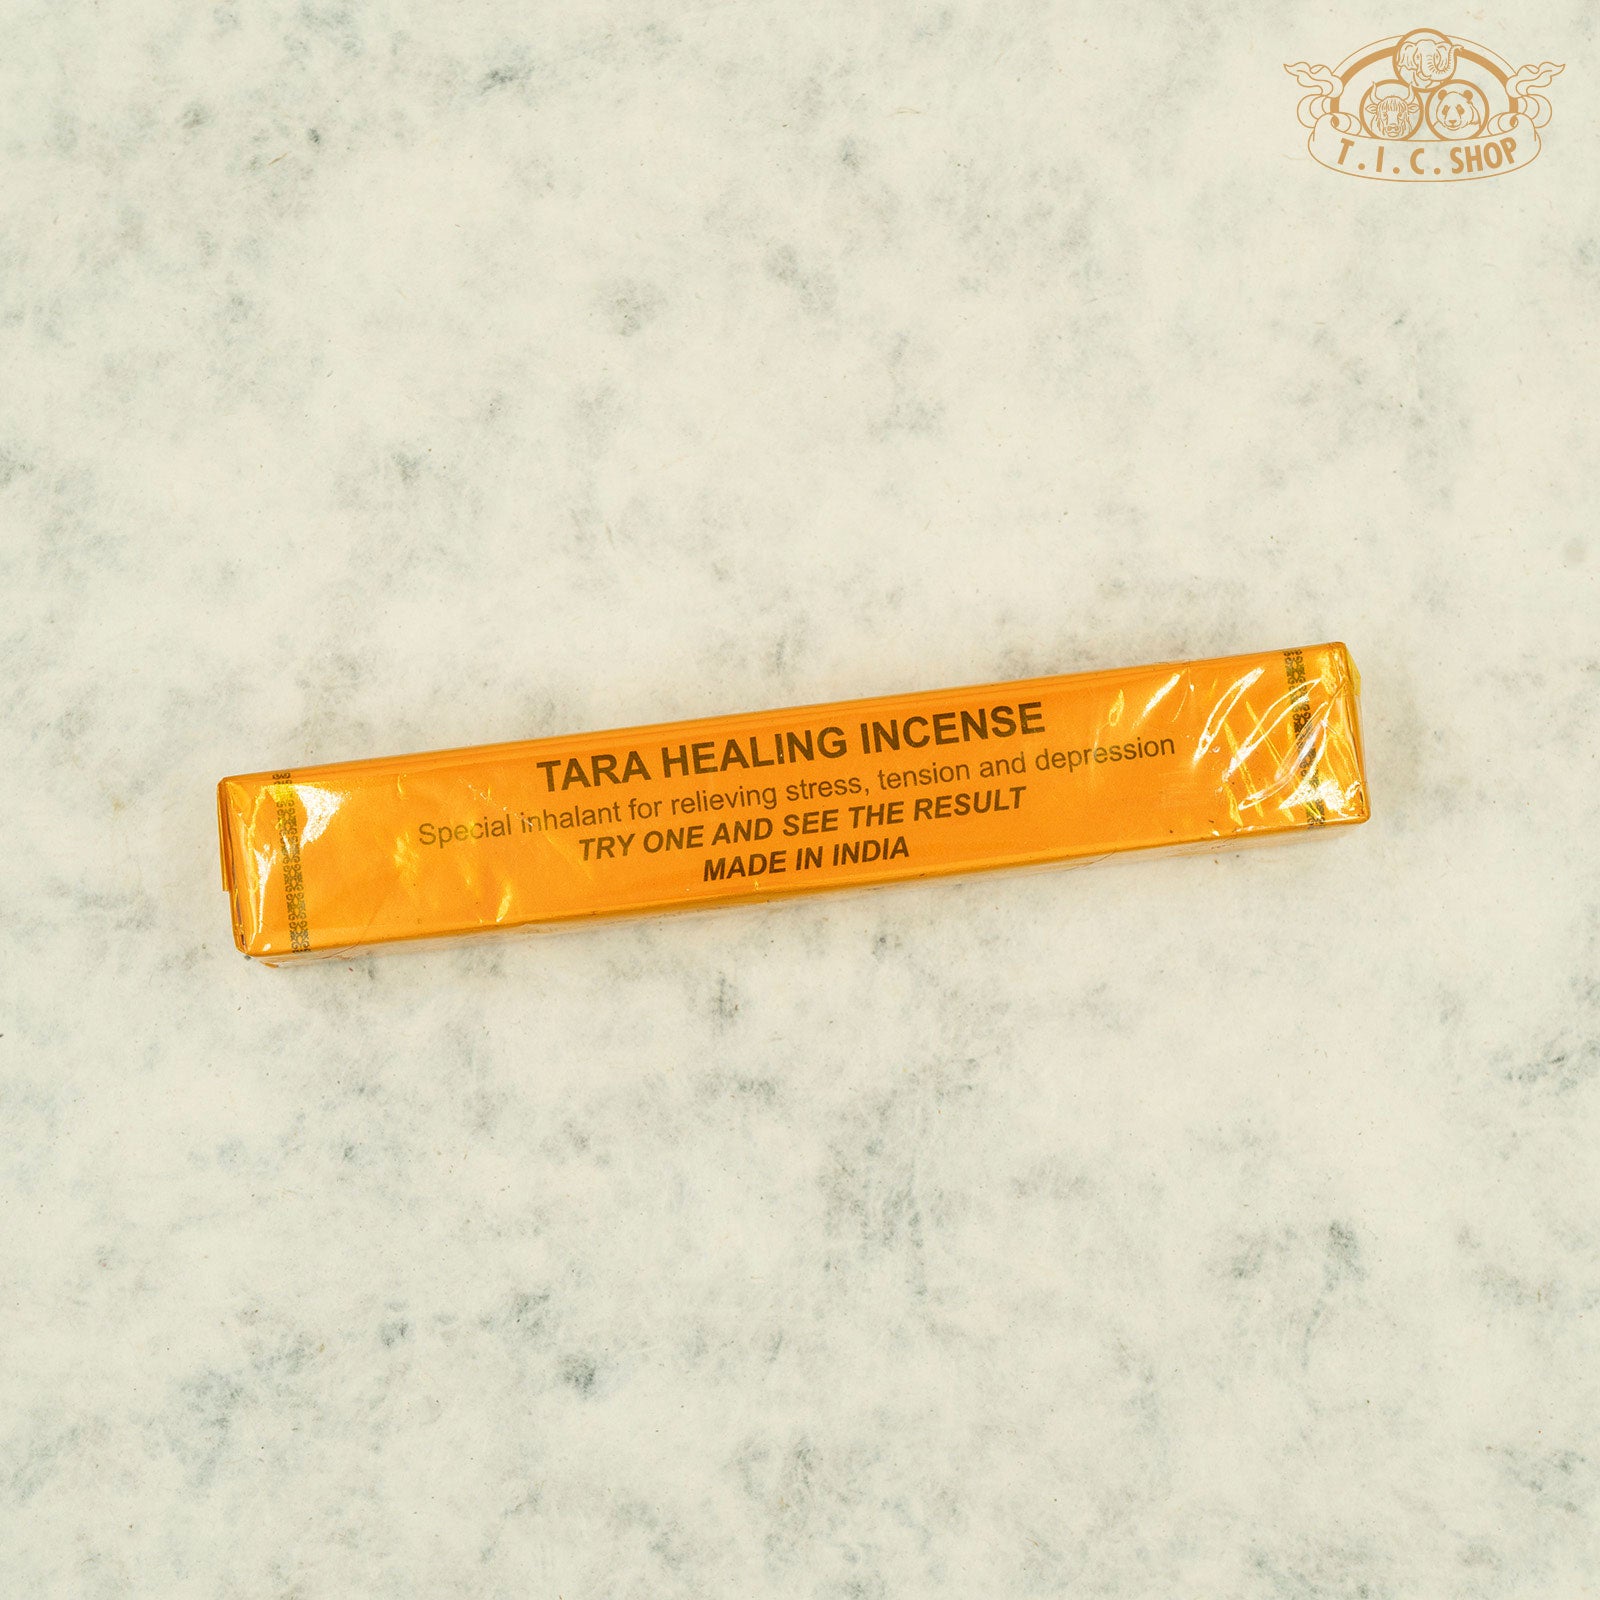 T.I.C.SHOP
TARA HEALING INCENSE
Special inhalant for relieving stress, tension and depression
TRY ONE AND SEE THE RESULT
MADE IN INDIA